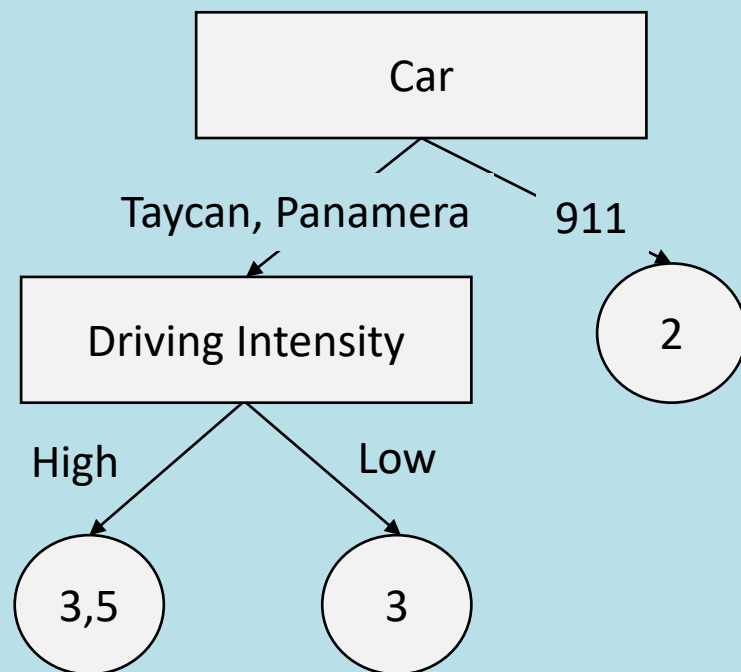 Car
Taycan, Panamera
911
Driving Intensity
2
High
Low
3,5
3